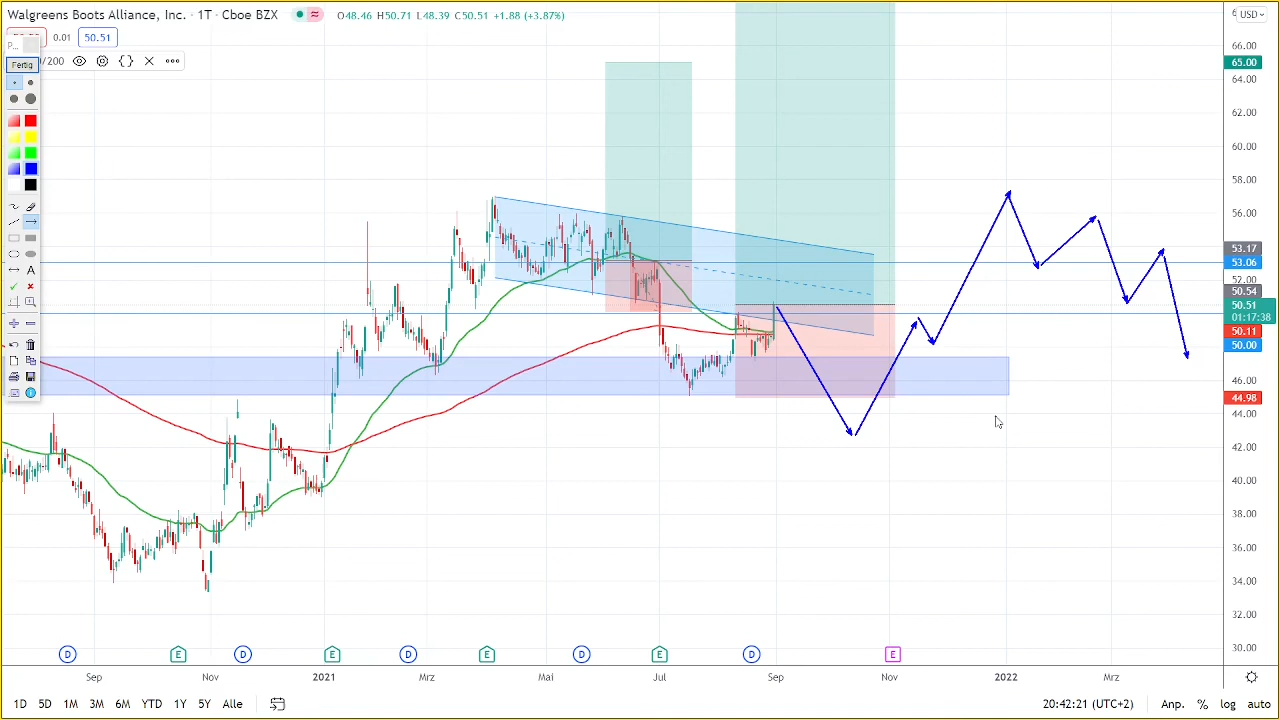 Walgreens Boots Alliance, Inc. · 1T · Cboe BZX
O48.46 H50.71 L48.39 C50.51 +1.88 (+3.87%)
USD
0.01
50.51
P...
Fertig
/200
A
66.00
65.00
64.00
62.00
60.00
58.00
56.00
53.17
53.06
52.00
50.54
50.51
01:17:38
50.11
50.00
46.00
44.98
44.00
42.00
40.00
38.00
36.00
34.00
32.00
30.00
D E D E D E D E D E
Sep Nov 2021 Mrz Mai Jul Sep Nov 2022 Mrz
1D 5D 1M 3M 6M YTD 1Y 5Y Alle
20:42:21 (UTC+2) Anp. % log auto